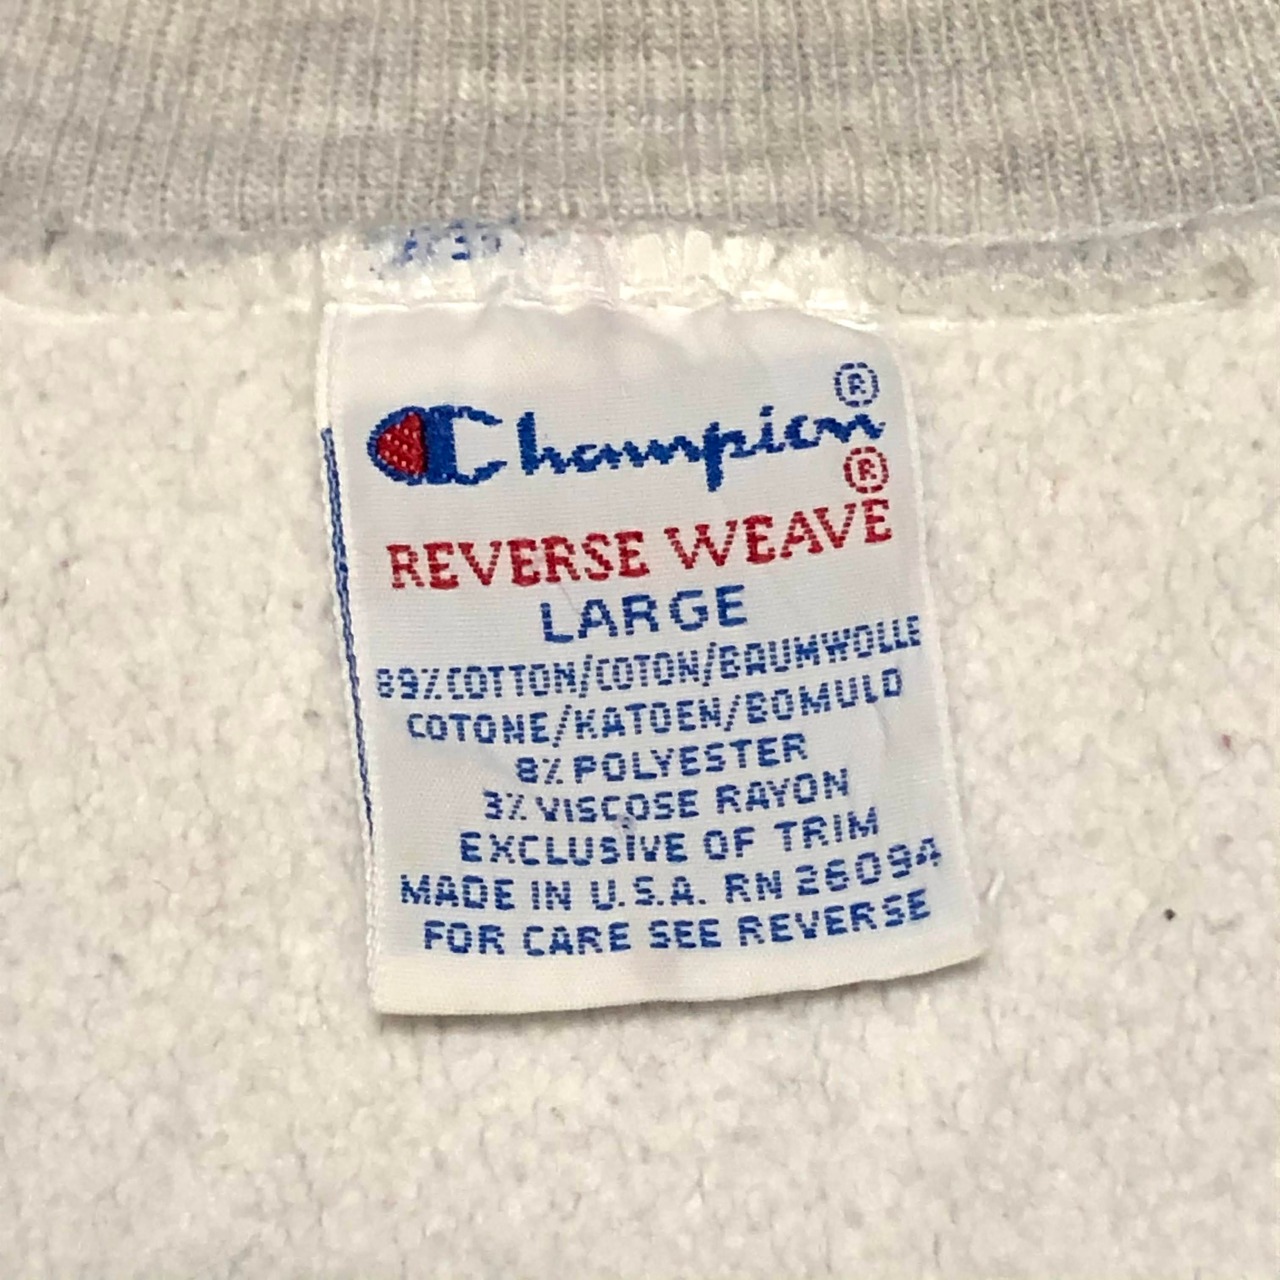 Champion®
REVERSE WEAVE®
LARGE
89% COTTON/COTON/BAUMWOLLE
COTONE/KATOEN/BOMULD
8% POLYESTER
3% VISCOSE RAYON
EXCLUSIVE OF TRIM
MADE IN U.S.A. RN 26094
FOR CARE SEE REVERSE